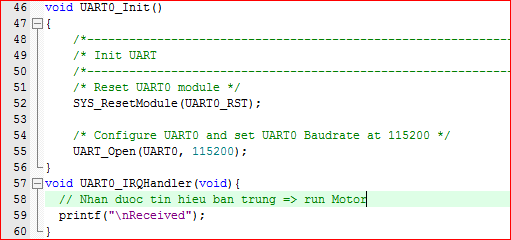 46 void UART0_Init()
47 {
48 /*---------------------------------------------------------------
49 /* Init UART
50 /*---------------------------------------------------------------
51 /* Reset UART0 module */
52 SYS_ResetModule(UART0_RST);
53
54 /* Configure UART0 and set UART0 Baudrate at 115200 */
55 UART_Open(UART0, 115200);
56 }
57 void UART0_IRQHandler(void){
58 // Nhan duoc tin hieu ban trung => run Motor
59 printf("\nReceived");
60 }